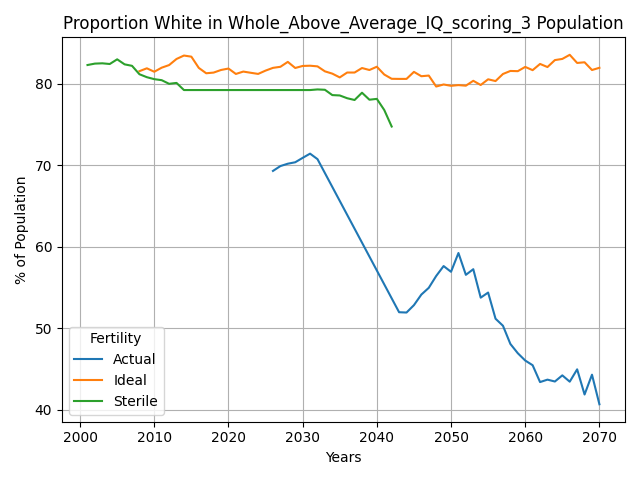 Proportion White in Whole_Above_Average_IQ_scoring_3 Population
% of Population
80
70
60
50
40
Fertility
Actual
Ideal
Sterile
2000 2010 2020 2030 2040 2050 2060 2070
Years